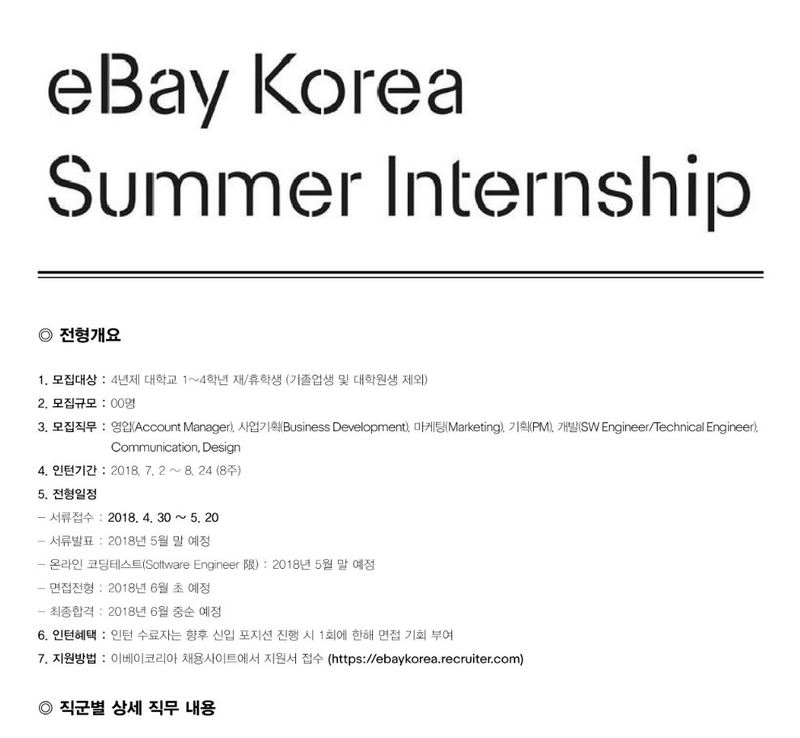 eBay Korea
Summer Internship
◎ 전형개요
1. 모집대상 : 4년제 대학교 1~4학년 재/휴학생 (기졸업생 및 대학원생 제외)
2. 모집규모 : 00명
3. 모집직무 : 영업(Account Manager), 사업기획(Business Development), 마케팅(Marketing), 기획(PM), 개발(SW Engineer/Technical Engineer),
Communication, Design
4. 인턴기간 : 2018. 7. 2 ~ 8. 24 (8주)
5. 전형일정
- 서류접수 : 2018. 4. 30 ~ 5. 20
- 서류발표 : 2018년 5월 말 예정
- 온라인 코딩테스트(Software Engineer 限) : 2018년 5월 말 예정
- 면접전형 : 2018년 6월 초 예정
- 최종합격 : 2018년 6월 중순 예정
6. 인턴혜택 : 인턴 수료자는 향후 신입 포지션 진행 시 1회에 한해 면접 기회 부여
7. 지원방법 : 이베이코리아 채용사이트에서 지원서 접수 (https://ebaykorea.recruiter.com)
◎ 직군별 상세 직무 내용